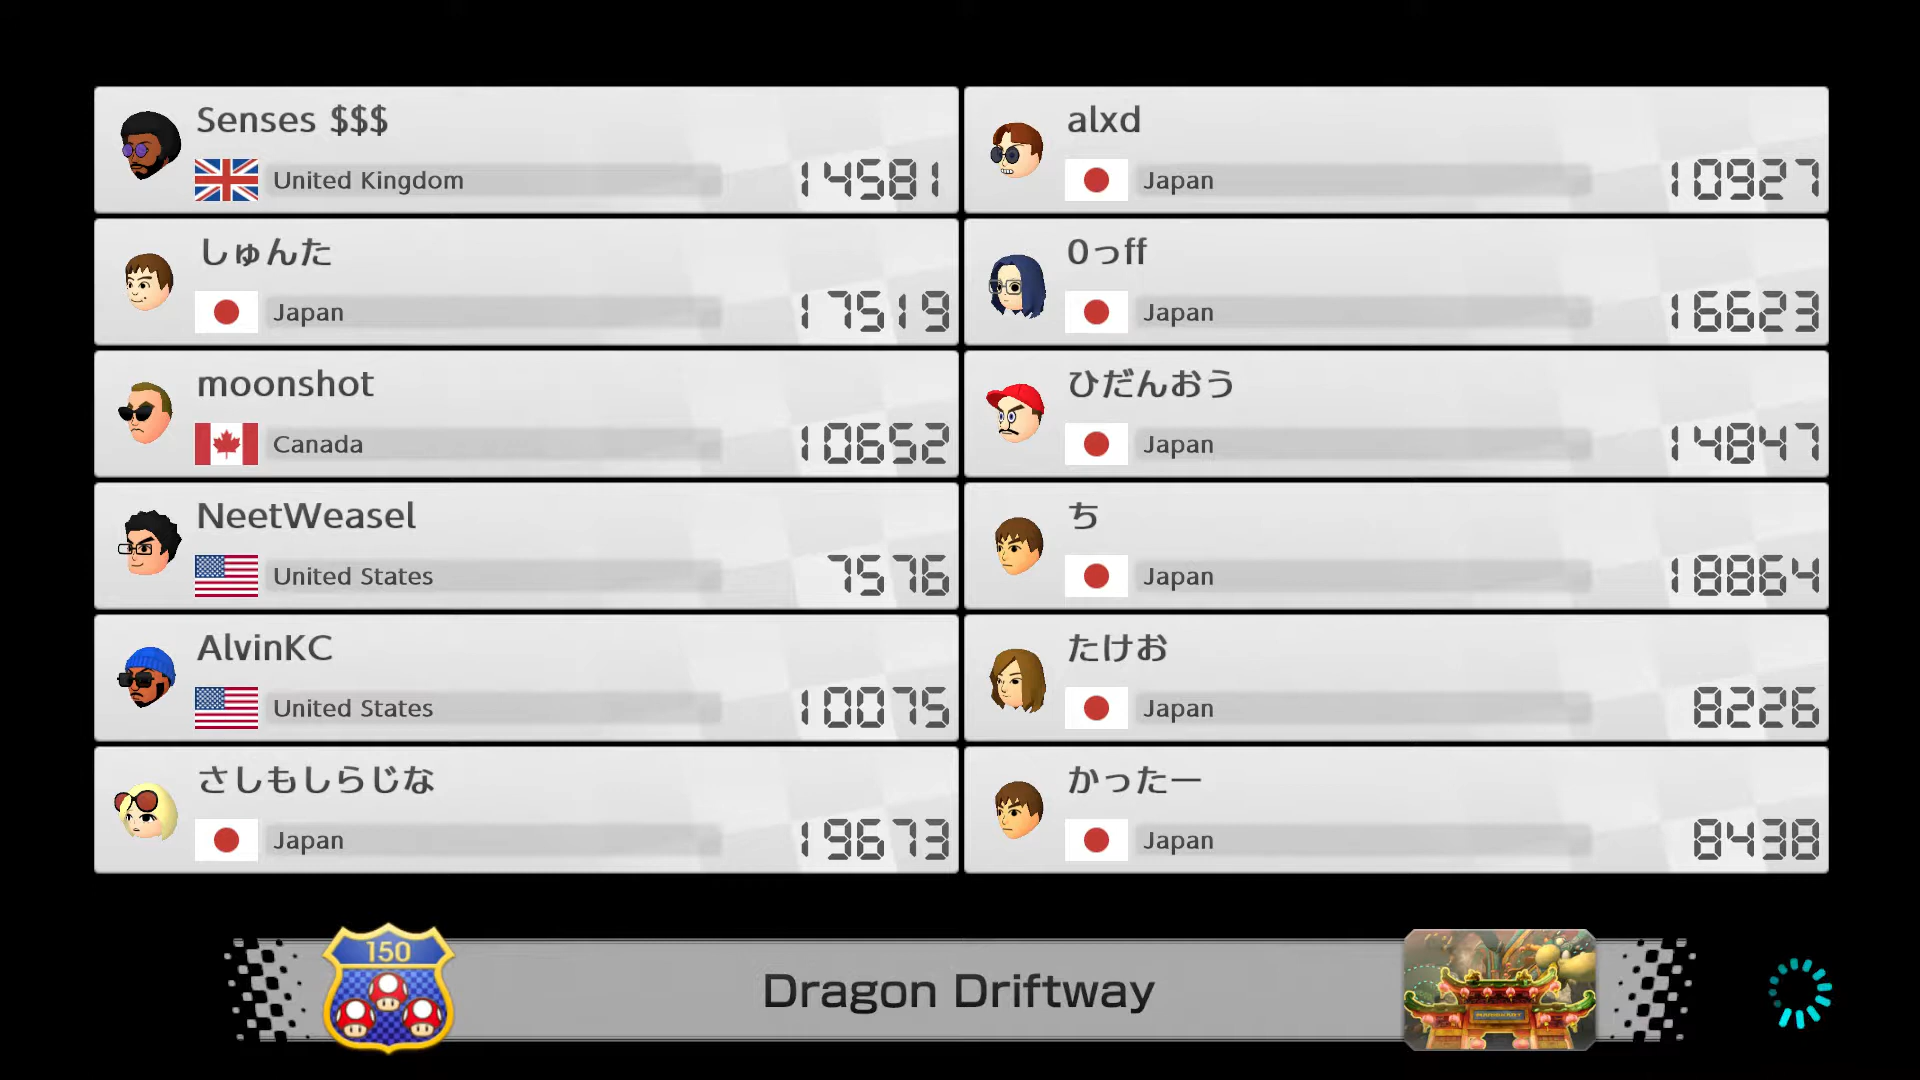 Senses $$$
United Kingdom 14581
alxd
Japan 10927
しゅんた
Japan 17519
0っff
Japan 16623
moonshot
Canada 10652
ひだんおう
Japan 14847
NeetWeasel
United States 7576
ち
Japan 18864
AlvinKC
United States 10075
たけお
Japan 8226
さしもしらじな
Japan 19673
かったー
Japan 8438
150
Dragon Driftway